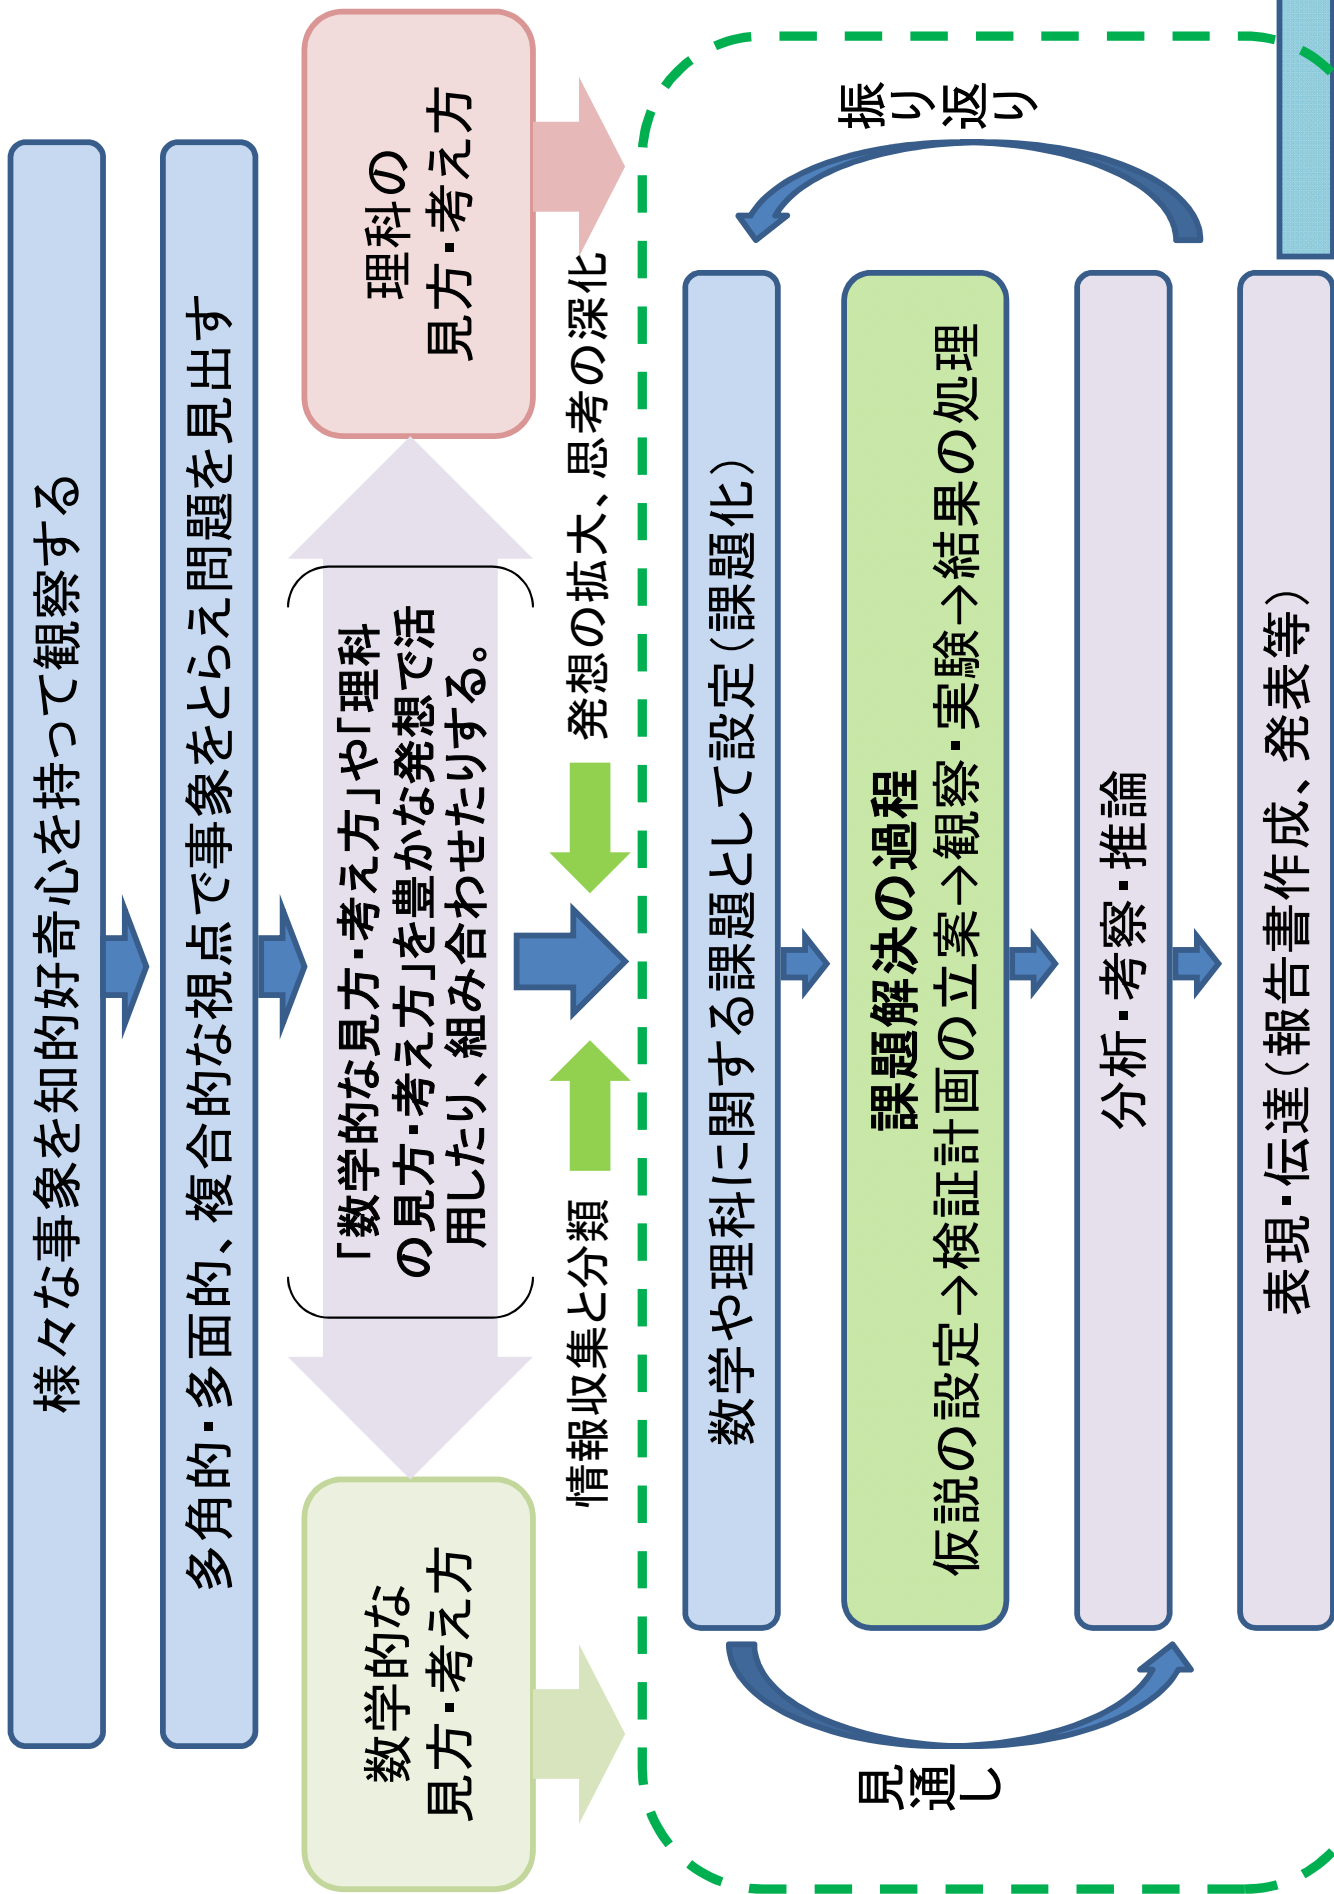 様々な事象を知的好奇心を持って観察する
多角的・多面的、複合的な視点で事象をとらえ問題を見出す
数学的な
見方・考え方
「数学的な見方・考え方」や「理科
の見方・考え方」を豊かな発想で活
用したり、組み合わせたりする。
理科の
見方・考え方
情報収集と分類
発想の拡大、思考の深化
数学や理科に関する課題として設定（課題化）
課題解決の過程
仮説の設定→検証計画の立案→観察・実験→結果の処理
分析・考察・推論
表現・伝達（報告書作成、発表等）
見通し
振り返り